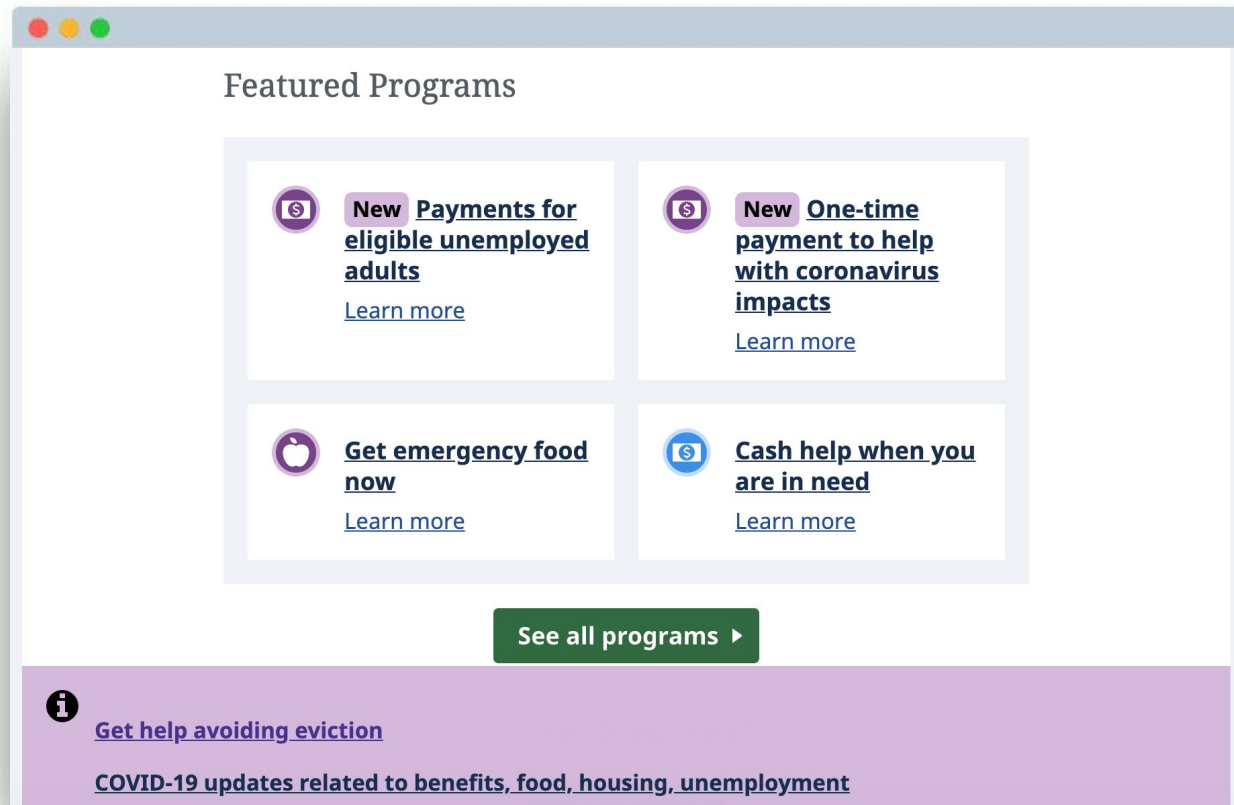 Featured Programs
New Payments for
eligible unemployed
adults
Learn more
New One-time
payment to help
with coronavirus
impacts
Learn more
Get emergency food
now
Learn more
Cash help when you
are in need
Learn more
See all programs
Get help avoiding eviction
COVID-19 updates related to benefits, food, housing, unemployment